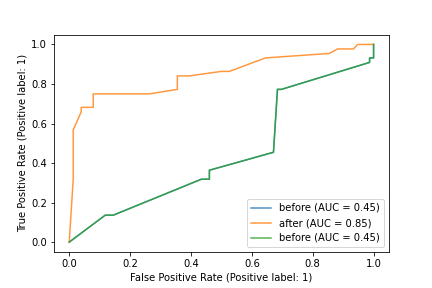 1.0
0.8
0.6
0.4
0.2
0.0
True Positive Rate (Positive label: 1)
before (AUC = 0.45)
after (AUC = 0.85)
before (AUC = 0.45)
0.0 0.2 0.4 0.6 0.8 1.0
False Positive Rate (Positive label: 1)